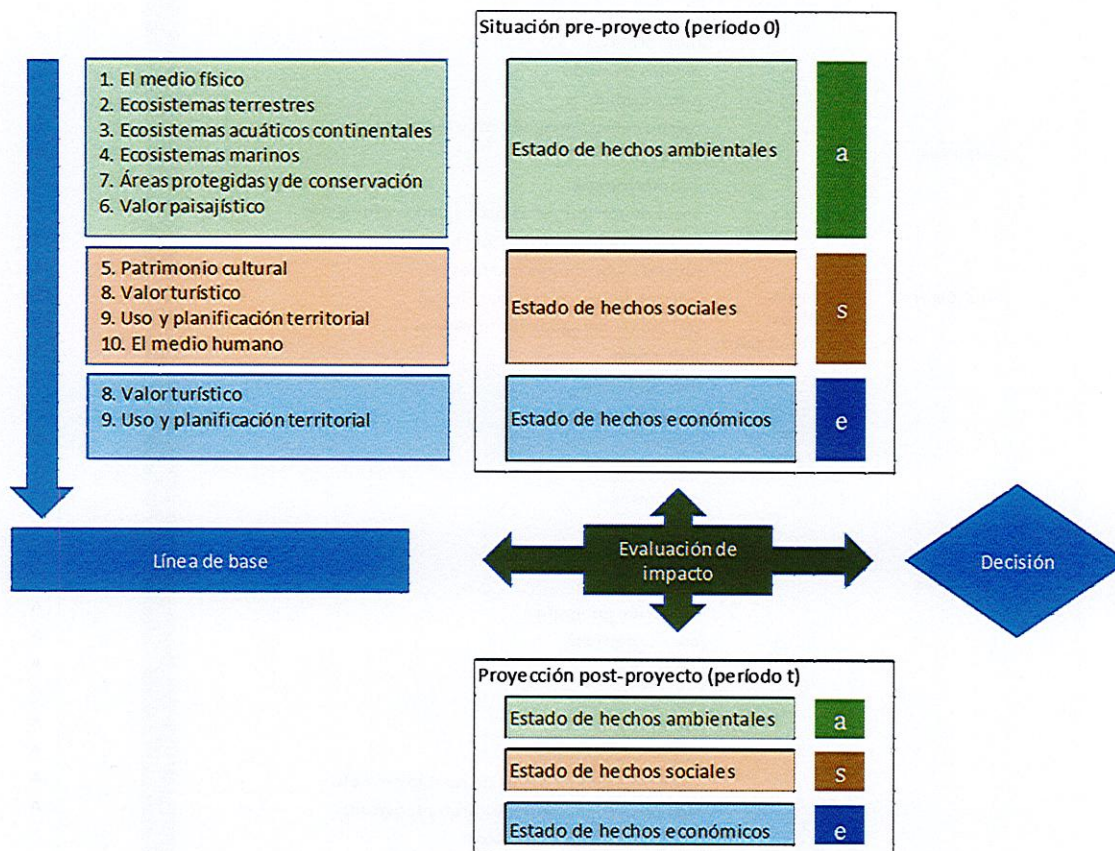 Situación pre-proyecto (período 0)
1. El medio físico
2. Ecosistemas terrestres
3. Ecosistemas acuáticos continentales
4. Ecosistemas marinos
7. Áreas protegidas y de conservación
6. Valor paisajístico
Estado de hechos ambientales
a
5. Patrimonio cultural
8. Valor turístico
9. Uso y planificación territorial
10. El medio humano
Estado de hechos sociales
s
8. Valor turístico
9. Uso y planificación territorial
Estado de hechos económicos
e
Línea de base
Evaluación de
impacto
Decisión
Proyección post-proyecto (período t)
Estado de hechos ambientales
a
Estado de hechos sociales
s
Estado de hechos económicos
e